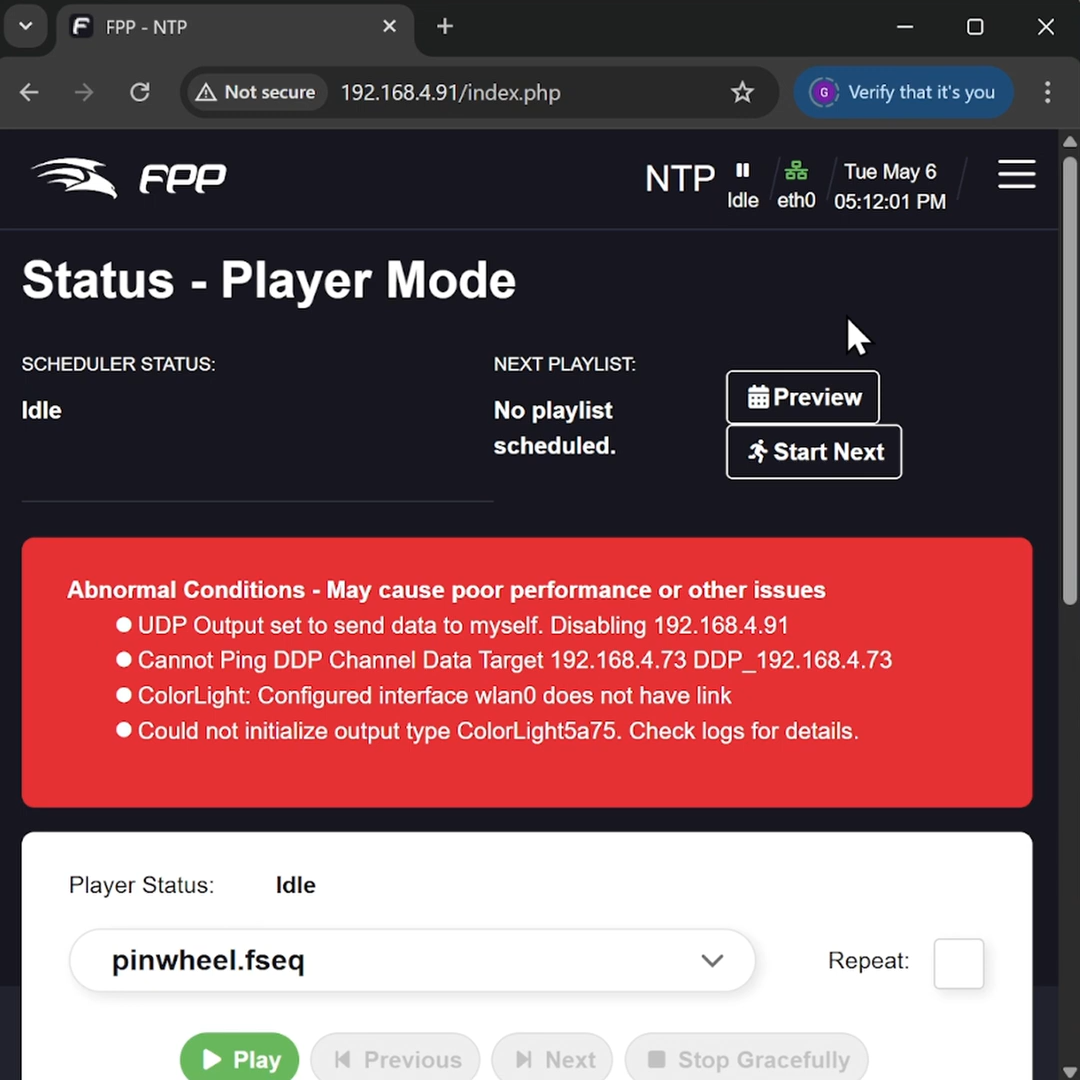 FPP - NTP
Not secure
192.168.4.91/index.php
G
Verify that it's you
FPP
NTP
Idle
eth0
Tue May 6
05:12:01 PM
Status - Player Mode
SCHEDULER STATUS:
Idle
NEXT PLAYLIST:
No playlist
scheduled.
Preview
Start Next
Abnormal Conditions - May cause poor performance or other issues
UDP Output set to send data to myself. Disabling 192.168.4.91
Cannot Ping DDP Channel Data Target 192.168.4.73 DDP_192.168.4.73
ColorLight: Configured interface wlan0 does not have link
Could not initialize output type ColorLight5a75. Check logs for details.
Player Status:
Idle
pinwheel.fseq
Repeat:
Play
Previous
Next
Stop Gracefully